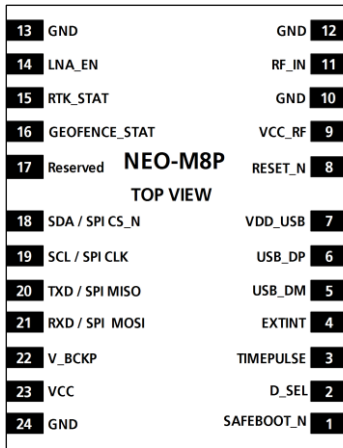 13 GND GND 12
14 LNA_EN RF_IN 11
15 RTK_STAT GND 10
16 GEOFENCE_STAT VCC_RF 9
17 Reserved NEO-M8P RESET_N 8
TOP VIEW
18 SDA / SPI CS_N VDD_USB 7
19 SCL / SPI CLK USB_DP 6
20 TXD / SPI MISO USB_DM 5
21 RXD / SPI MOSI EXTINT 4
22 V_BCKP TIMEPULSE 3
23 VCC D_SEL 2
24 GND SAFEBOOT_N 1